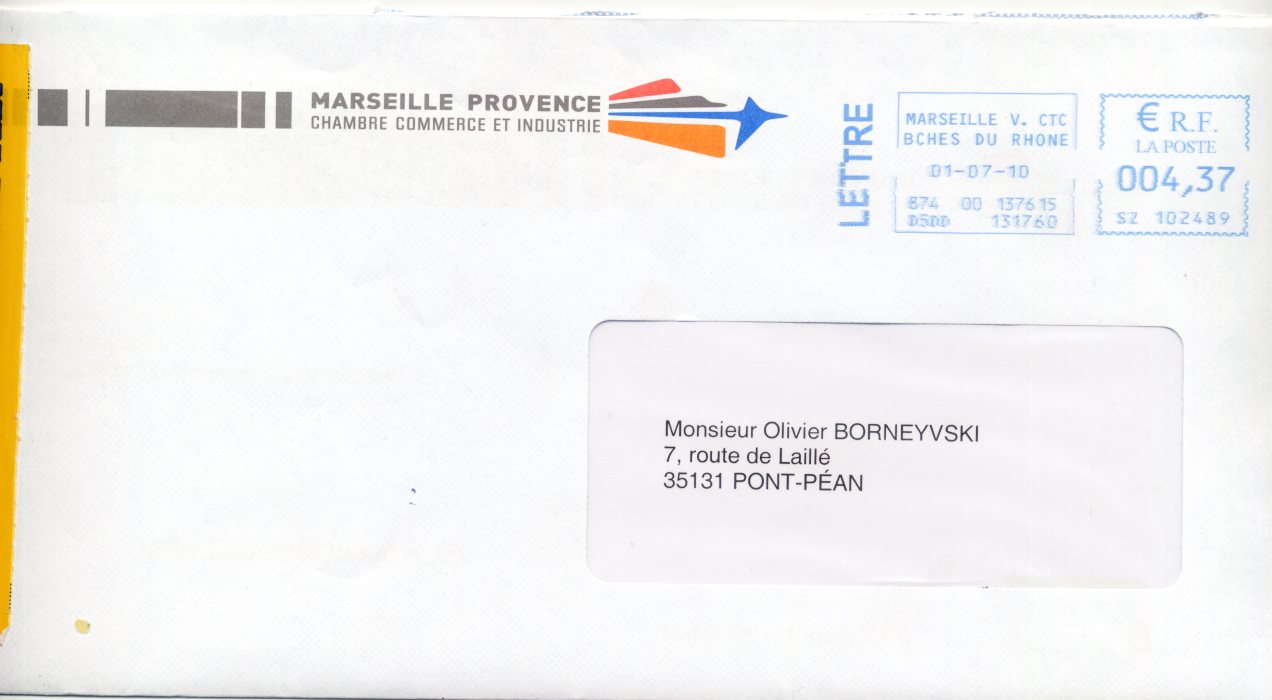 MARSEILLE PROVENCE
CHAMBRE COMMERCE ET INDUSTRIE
LETTRE
MARSEILLE V. CTC
BCHES DU RHONE
01-07-10
874 00 137615
D5DD 131760
€ R.F.
LA POSTE
004,37
SZ 102489
Monsieur Olivier BORNEYVSKI
7, route de Laillé
35131 PONT-PÉAN